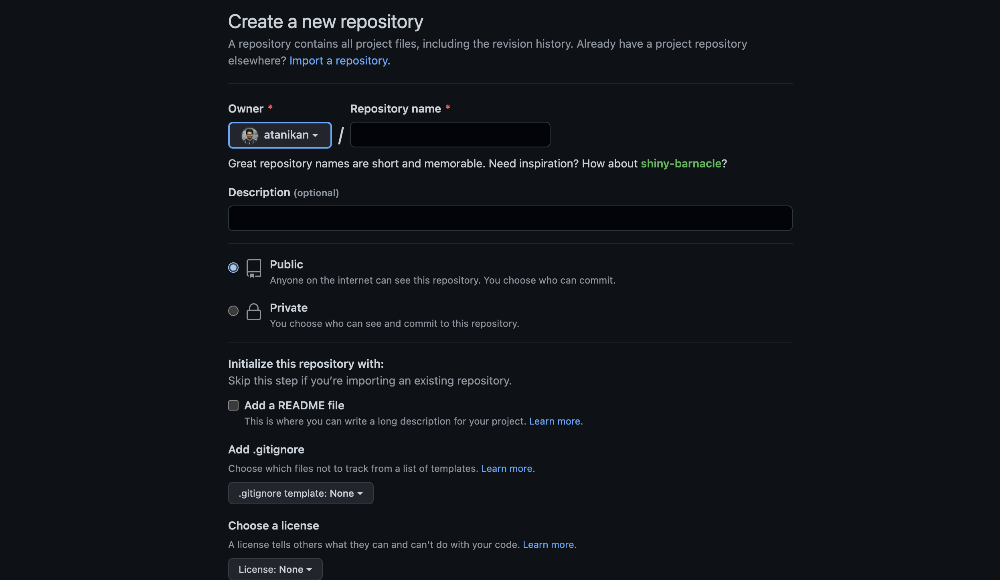 Create a new repository
A repository contains all project files, including the revision history. Already have a project repository
elsewhere? Import a repository.
Owner * Repository name *
atanikan /
Great repository names are short and memorable. Need inspiration? How about shiny-barnacle?
Description (optional)
Public
Anyone on the internet can see this repository. You choose who can commit.
Private
You choose who can see and commit to this repository.
Initialize this repository with:
Skip this step if you’re importing an existing repository.
Add a README file
This is where you can write a long description for your project. Learn more.
Add .gitignore
Choose which files not to track from a list of templates. Learn more.
.gitignore template: None
Choose a license
A license tells others what they can and can't do with your code. Learn more.
License: None